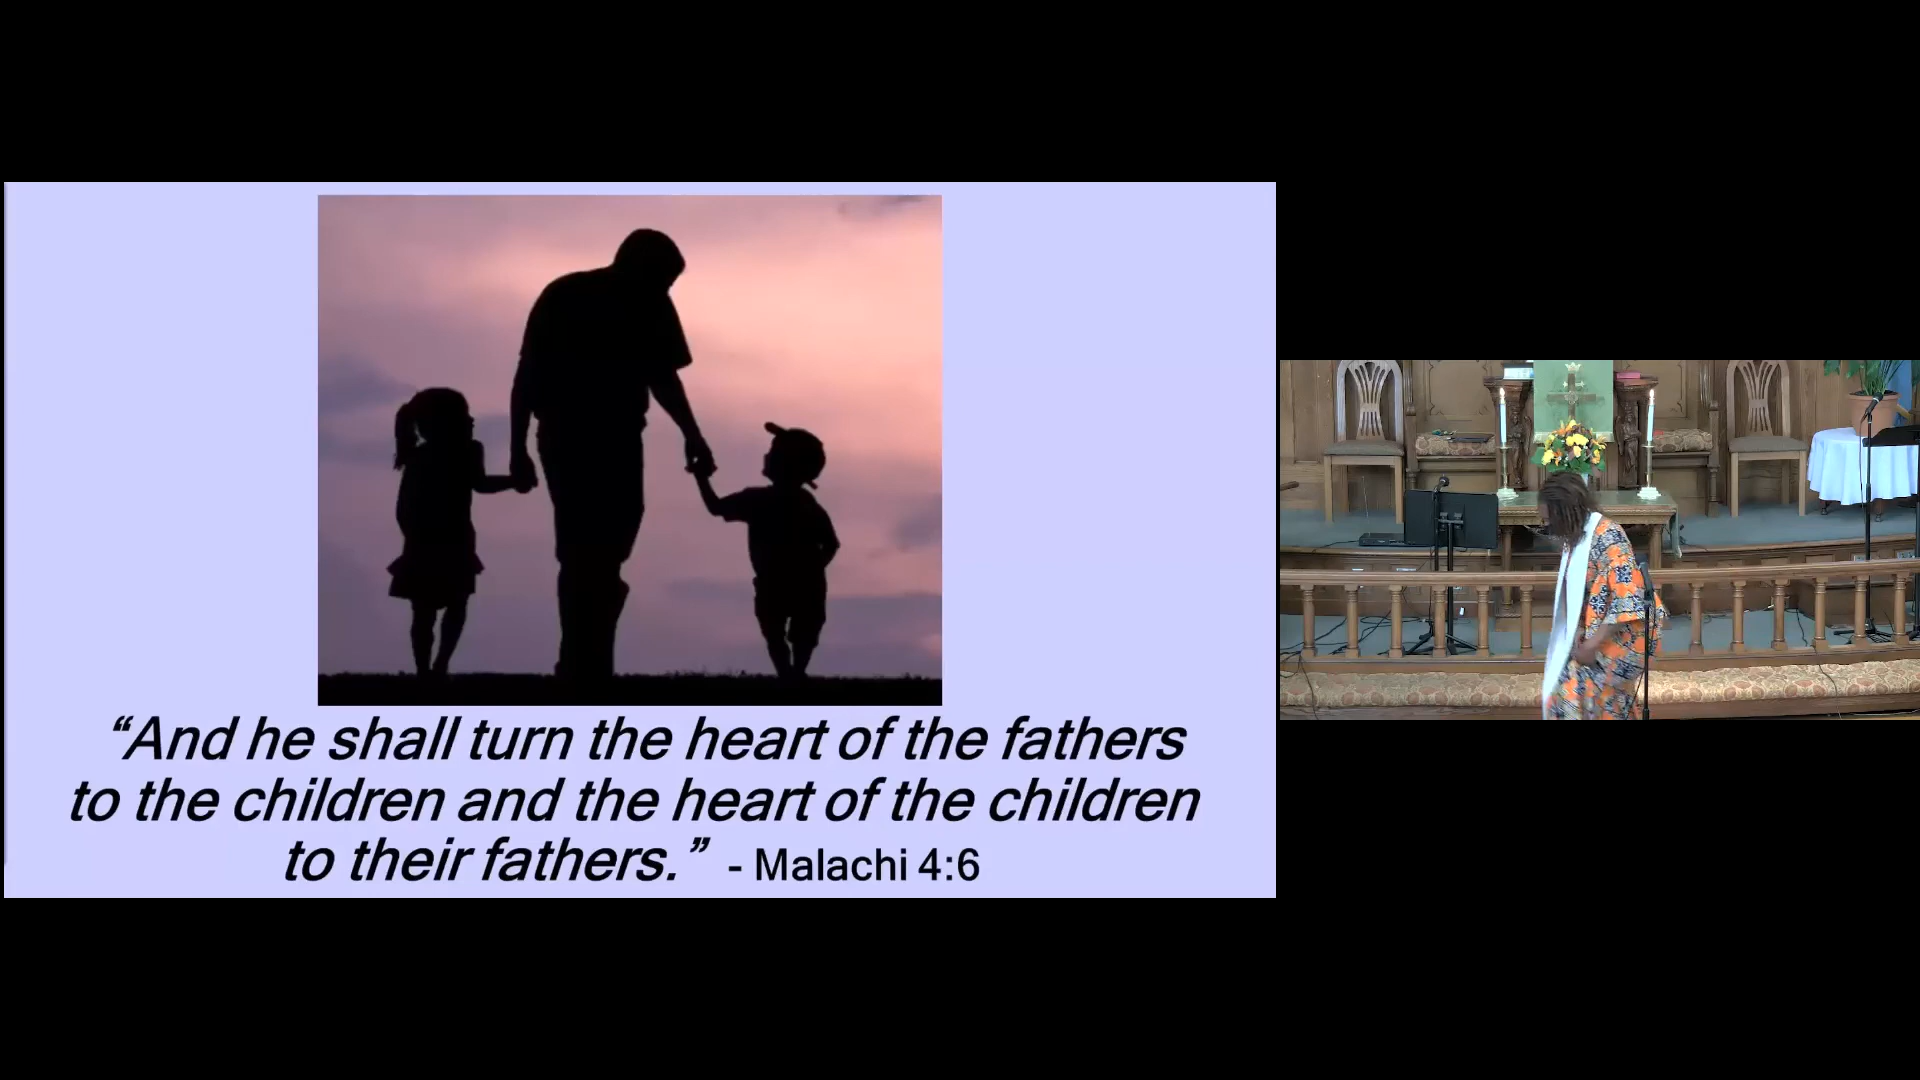 “And he shall turn the heart of the fathers
to the children and the heart of the children
to their fathers.” - Malachi 4:6